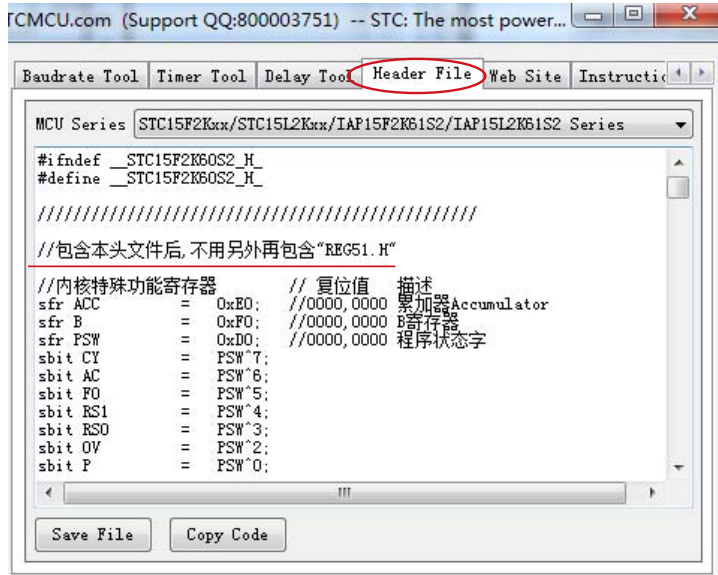 TCMCU.com (Support QQ:800003751) -- STC: The most power...
Baudrate Tool Timer Tool Delay Tool Header File Web Site Instructi
MCU Series STC15F2Kxx/STC15L2Kxx/IAP15F2K61S2/IAP15L2K61S2 Series
#ifndef __STC15F2K60S2_H_
#define __STC15F2K60S2_H_
/////////////////////////////////////////////////
//包含本头文件后,不用另外再包含"REG51.H"
//内核特殊功能寄存器 // 复位值 描述
sfr ACC = 0xE0; //0000,0000 累加器Accumulator
sfr B = 0xF0; //0000,0000 B寄存器
sfr PSW = 0xD0; //0000,0000 程序状态字
sbit CY = PSW^7;
sbit AC = PSW^6;
sbit F0 = PSW^5;
sbit RS1 = PSW^4;
sbit RS0 = PSW^3;
sbit OV = PSW^2;
sbit P = PSW^0;
Save File Copy Code